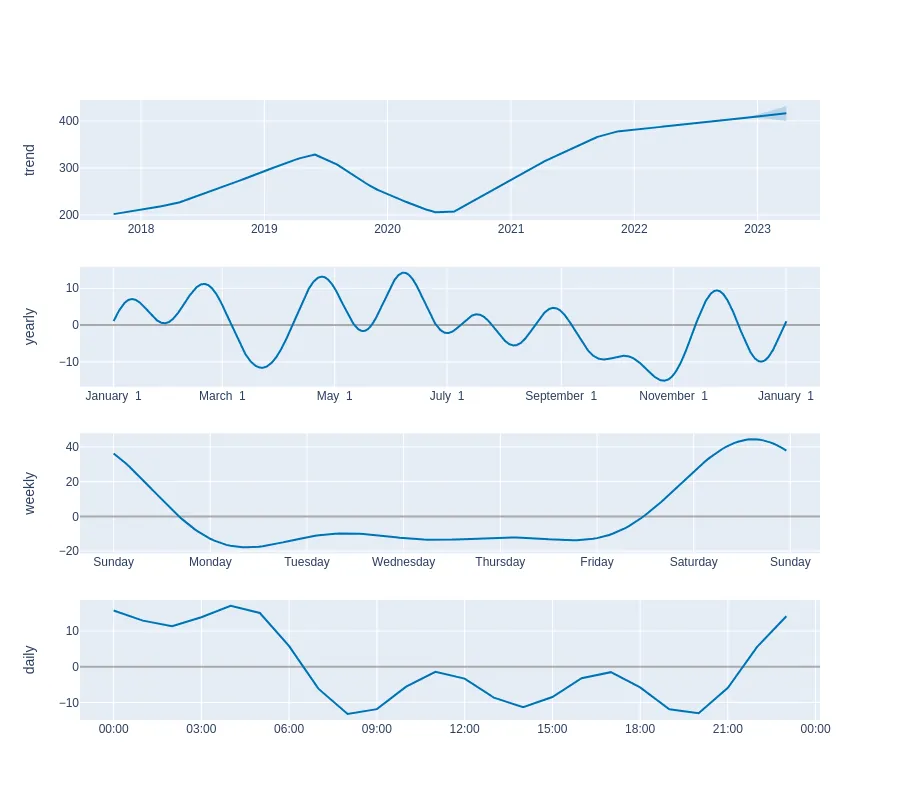 trend
400
300
200
2018 2019 2020 2021 2022 2023
yearly
10
0
−10
January 1 March 1 May 1 July 1 September 1 November 1 January 1
weekly
40
20
0
−20
Sunday Monday Tuesday Wednesday Thursday Friday Saturday Sunday
daily
10
0
−10
00:00 03:00 06:00 09:00 12:00 15:00 18:00 21:00 00:00